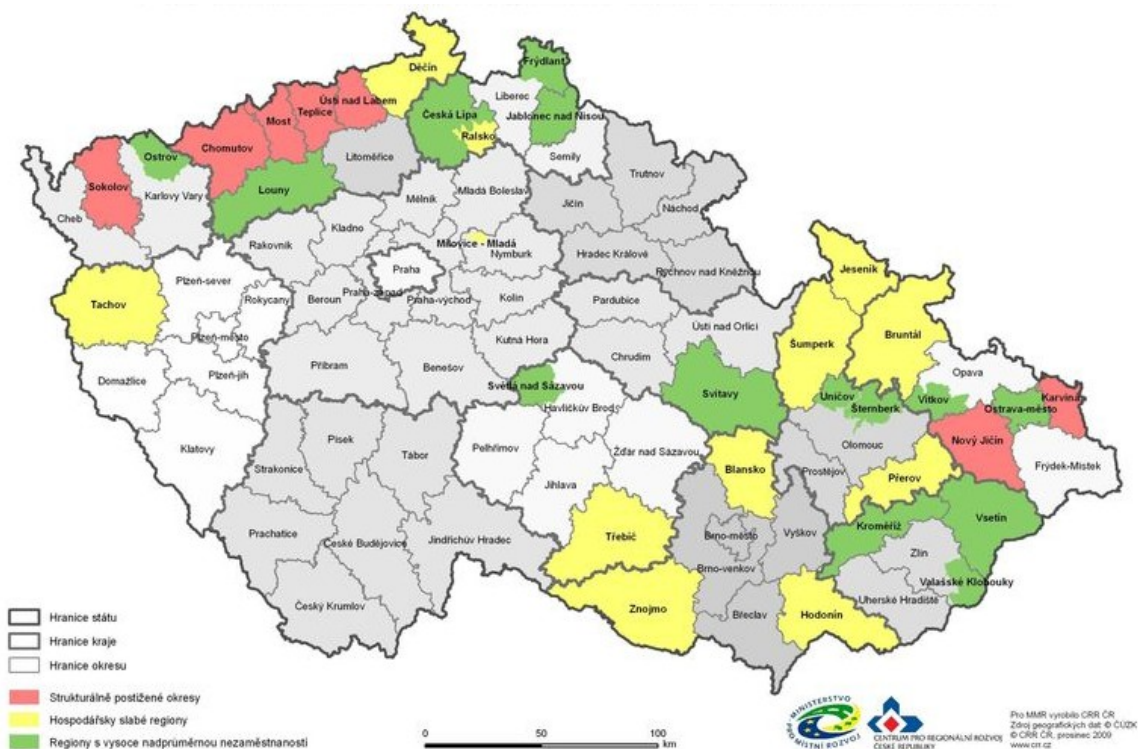 Děčín
Frýdlant
Ústí nad Labem
Liberec
Teplice
Česká Lípa
Jablonec nad Nisou
Most
Ralsko
Chomutov
Ostrov
Litoměřice
Semily
Sokolov
Louny
Trutnov
Karlovy Vary
Mladá Boleslav
Jičín
Mělník
Náchod
Cheb
Kladno
Milovice - Mladá
Rakovník
Nymburk
Hradec Králové
Rychnov nad Kněžnou
Praha
Jeseník
Plzeň-sever
Praha-západ
Praha-východ
Kolín
Pardubice
Tachov
Rokycany
Beroun
Ústí nad Orlicí
Bruntál
Plzeň-město
Kutná Hora
Chrudim
Šumperk
Příbram
Benešov
Opava
Domažlice
Plzeň-jih
Světlá nad Sázavou
Svitavy
Uničov
Vítkov
Karviná
Havlíčkův Brod
Šternberk
Ostrava-město
Klatovy
Písek
Tábor
Pelhřimov
Žďár nad Sázavou
Olomouc
Nový Jičín
Strakonice
Blansko
Prostějov
Přerov
Frýdek-Místek
Jihlava
Vsetín
Prachatice
České Budějovice
Jindřichův Hradec
Třebíč
Brno-město
Vyškov
Kroměříž
Zlín
Brno-venkov
Valašské Klobouky
Český Krumlov
Znojmo
Břeclav
Hodonín
Uherské Hradiště
Hranice státu
Hranice kraje
Hranice okresu
Strukturálně postižené okresy
Hospodářsky slabé regiony
Regiony s vysoce nadprůměrnou nezaměstnaností
0 50 100
km
MINISTERSTVO
PRO MÍSTNÍ ROZVOJ
CENTRUM PRO REGIONÁLNÍ ROZVOJ
ČESKÉ REPUBLIKY
Pro MMR vyrobilo CRR ČR
Zdroj geografických dat © ČÚZK
© CRR ČR, prosinec 2009
www.crr.cz